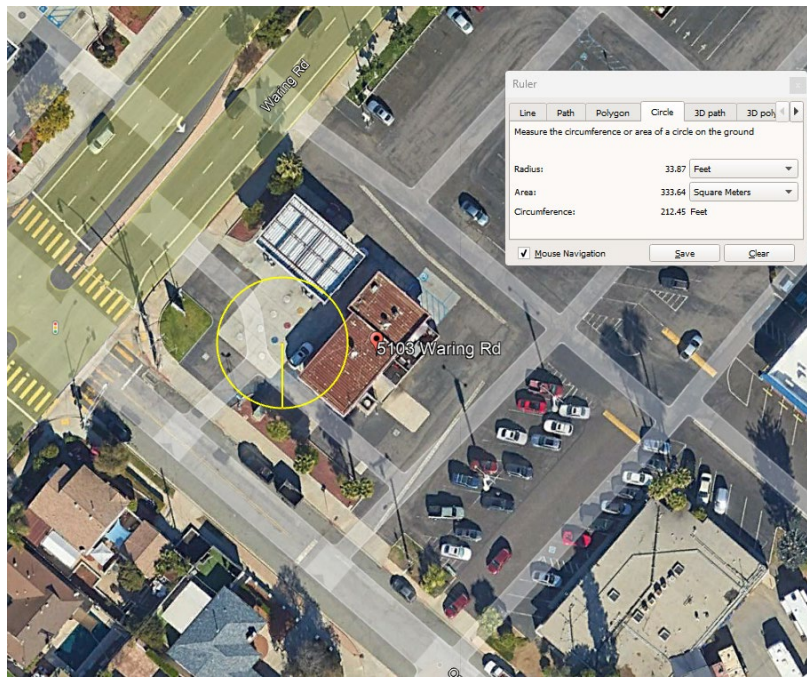 Ruler
Line Path Polygon Circle 3D path 3D poly
Measure the circumference or area of a circle on the ground
Radius: 33.87 Feet
Area: 333.64 Square Meters
Circumference: 212.45 Feet
Mouse Navigation Save Clear
Waring Rd
5103 Waring Rd